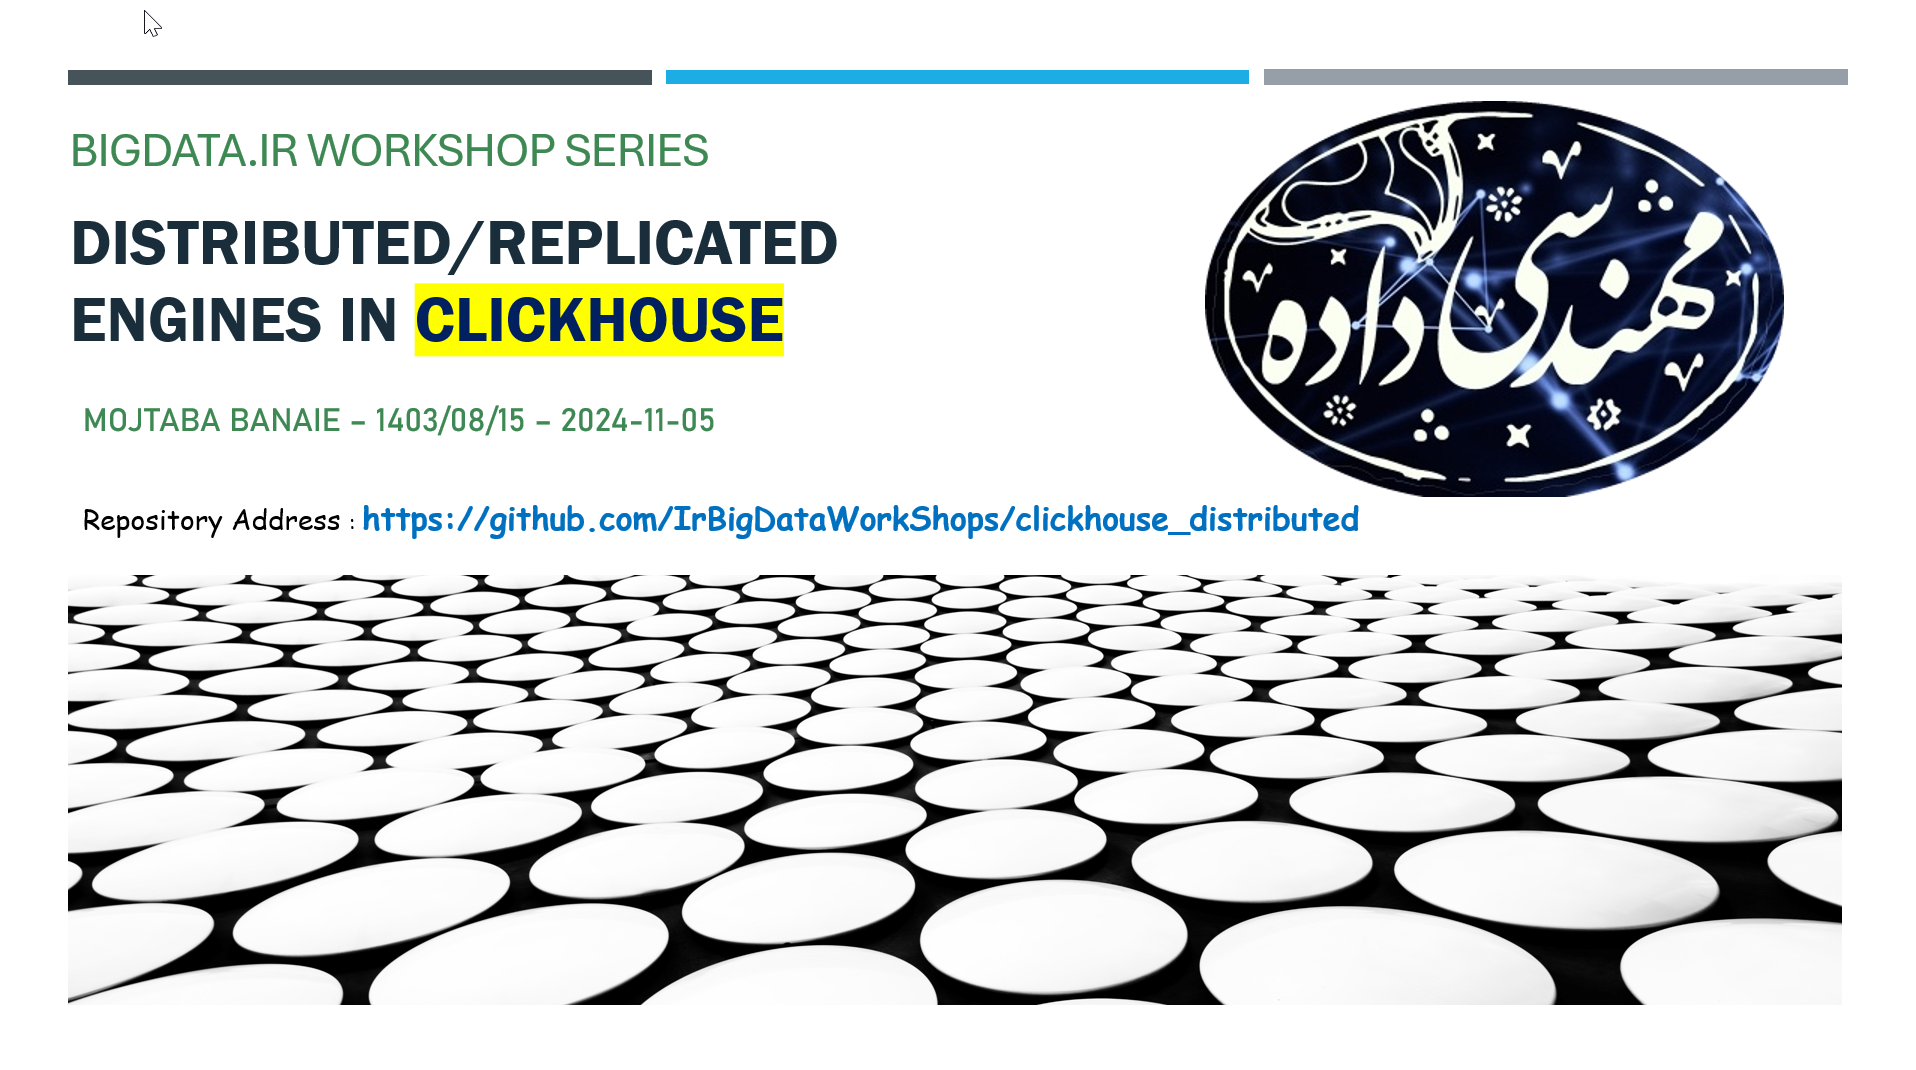 BIGDATA.IR WORKSHOP SERIES
DISTRIBUTED/REPLICATED
ENGINES IN CLICKHOUSE
MOJTABA BANAIE – 1403/08/15 – 2024-11-05
مهندسی داده
Repository Address : https://github.com/IrBigDataWorkShops/clickhouse_distributed